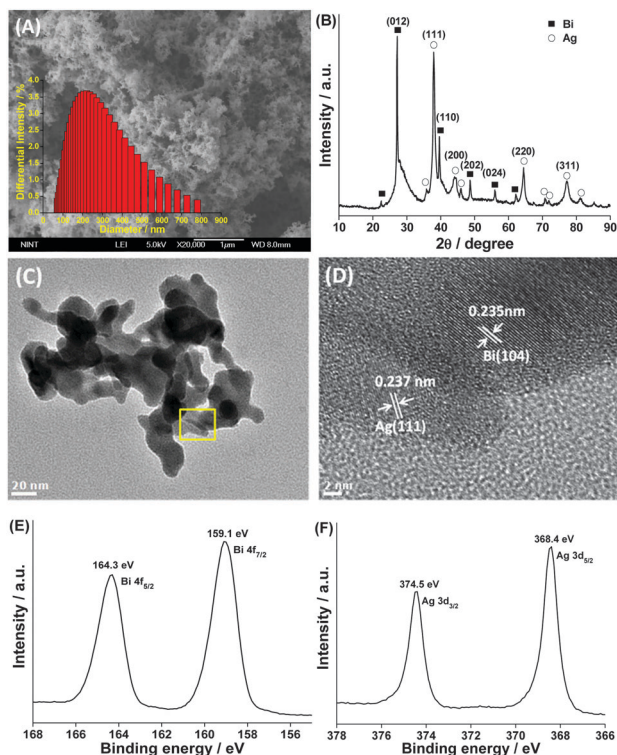 (A)
Differential Intensity / %
4.0
3.5
3.0
2.5
2.0
1.5
1.0
0.5
0.0
0 100 200 300 400 500 600 700 800 900
Diameter / nm
NINT LEI 5.0kV X20,000 1µm WD 8.0mm
(B)
Intensity / a.u.
(012)
(111)
(110)
(200)
(202)
(024)
(220)
(311)
■ Bi
○ Ag
10 20 30 40 50 60 70 80 90
2θ / degree
(C)
20 nm
(D)
0.235nm
Bi(104)
0.237 nm
Ag(111)
2 nm
(E)
Intensity / a.u.
159.1 eV
Bi 4f7/2
164.3 eV
Bi 4f5/2
168 166 164 162 160 158 156
Binding energy / eV
(F)
Intensity / a.u.
368.4 eV
Ag 3d5/2
374.5 eV
Ag 3d3/2
378 376 374 372 370 368 366
Binding energy / eV